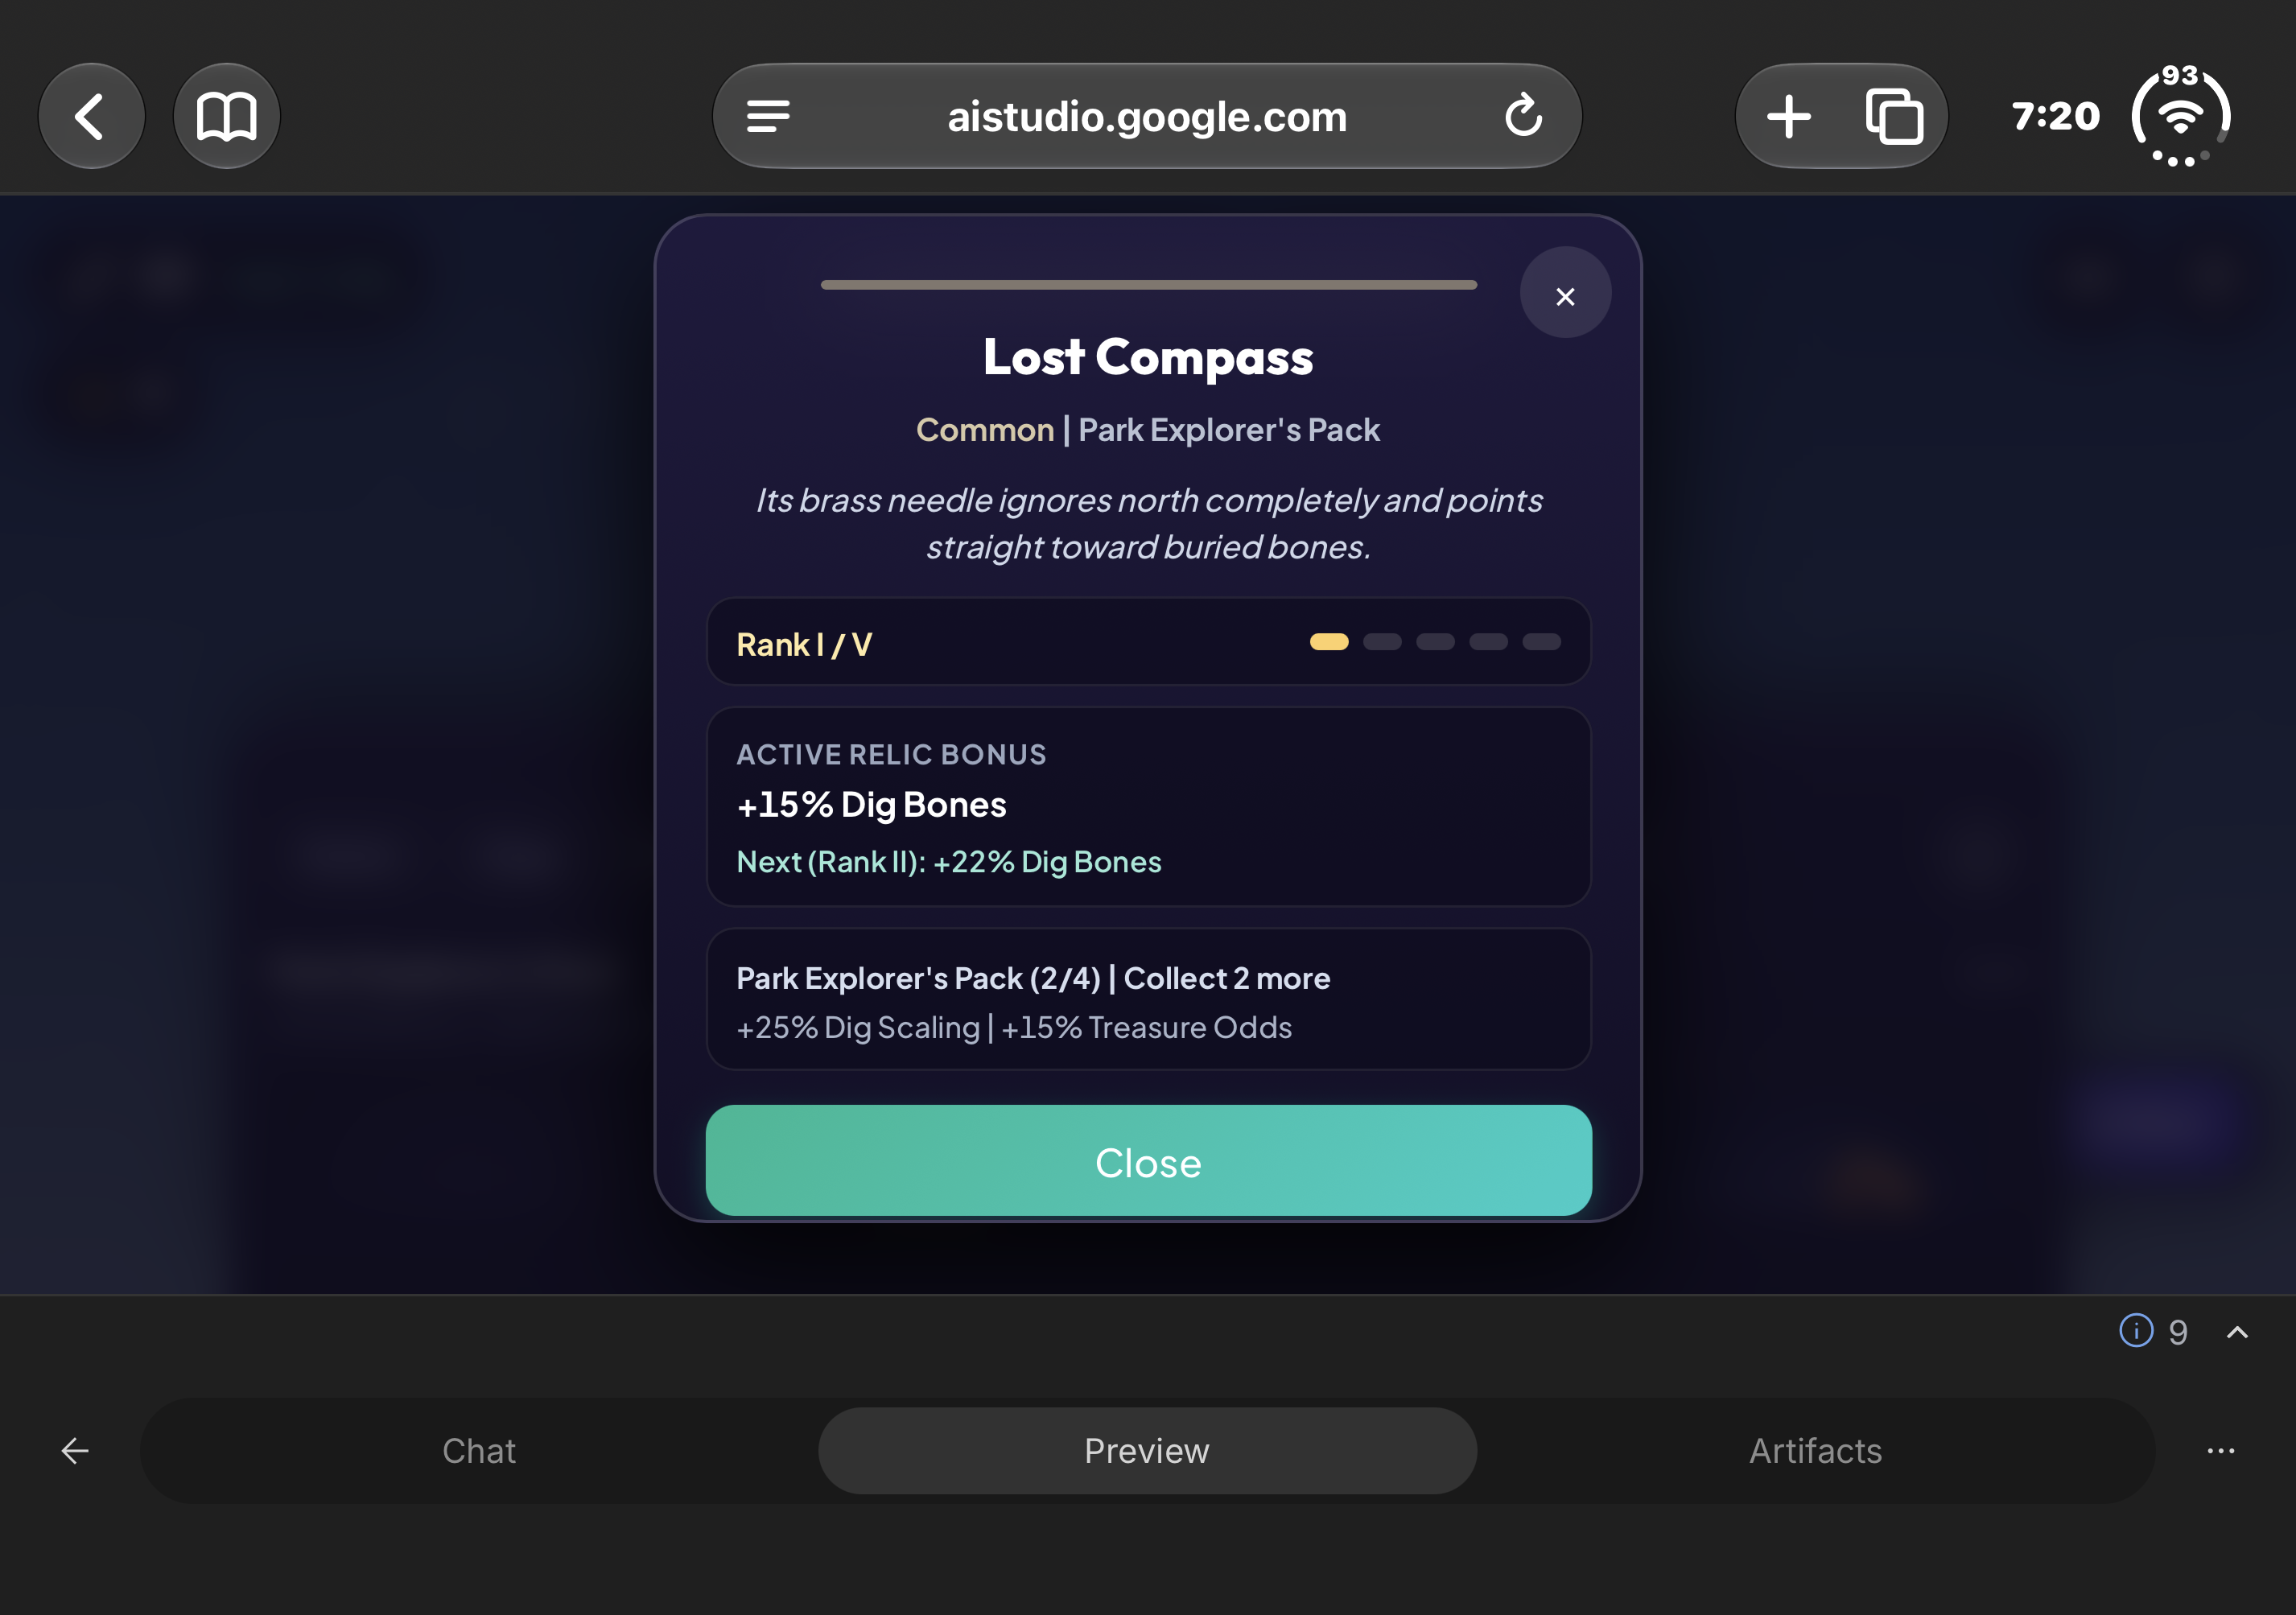 aistudio.google.com
7:20
93
×
Lost Compass
Common | Park Explorer's Pack
Its brass needle ignores north completely and points
straight toward buried bones.
Rank I / V
ACTIVE RELIC BONUS
+15% Dig Bones
Next (Rank II): +22% Dig Bones
Park Explorer's Pack (2/4) | Collect 2 more
+25% Dig Scaling | +15% Treasure Odds
Close
9
Chat
Preview
Artifacts